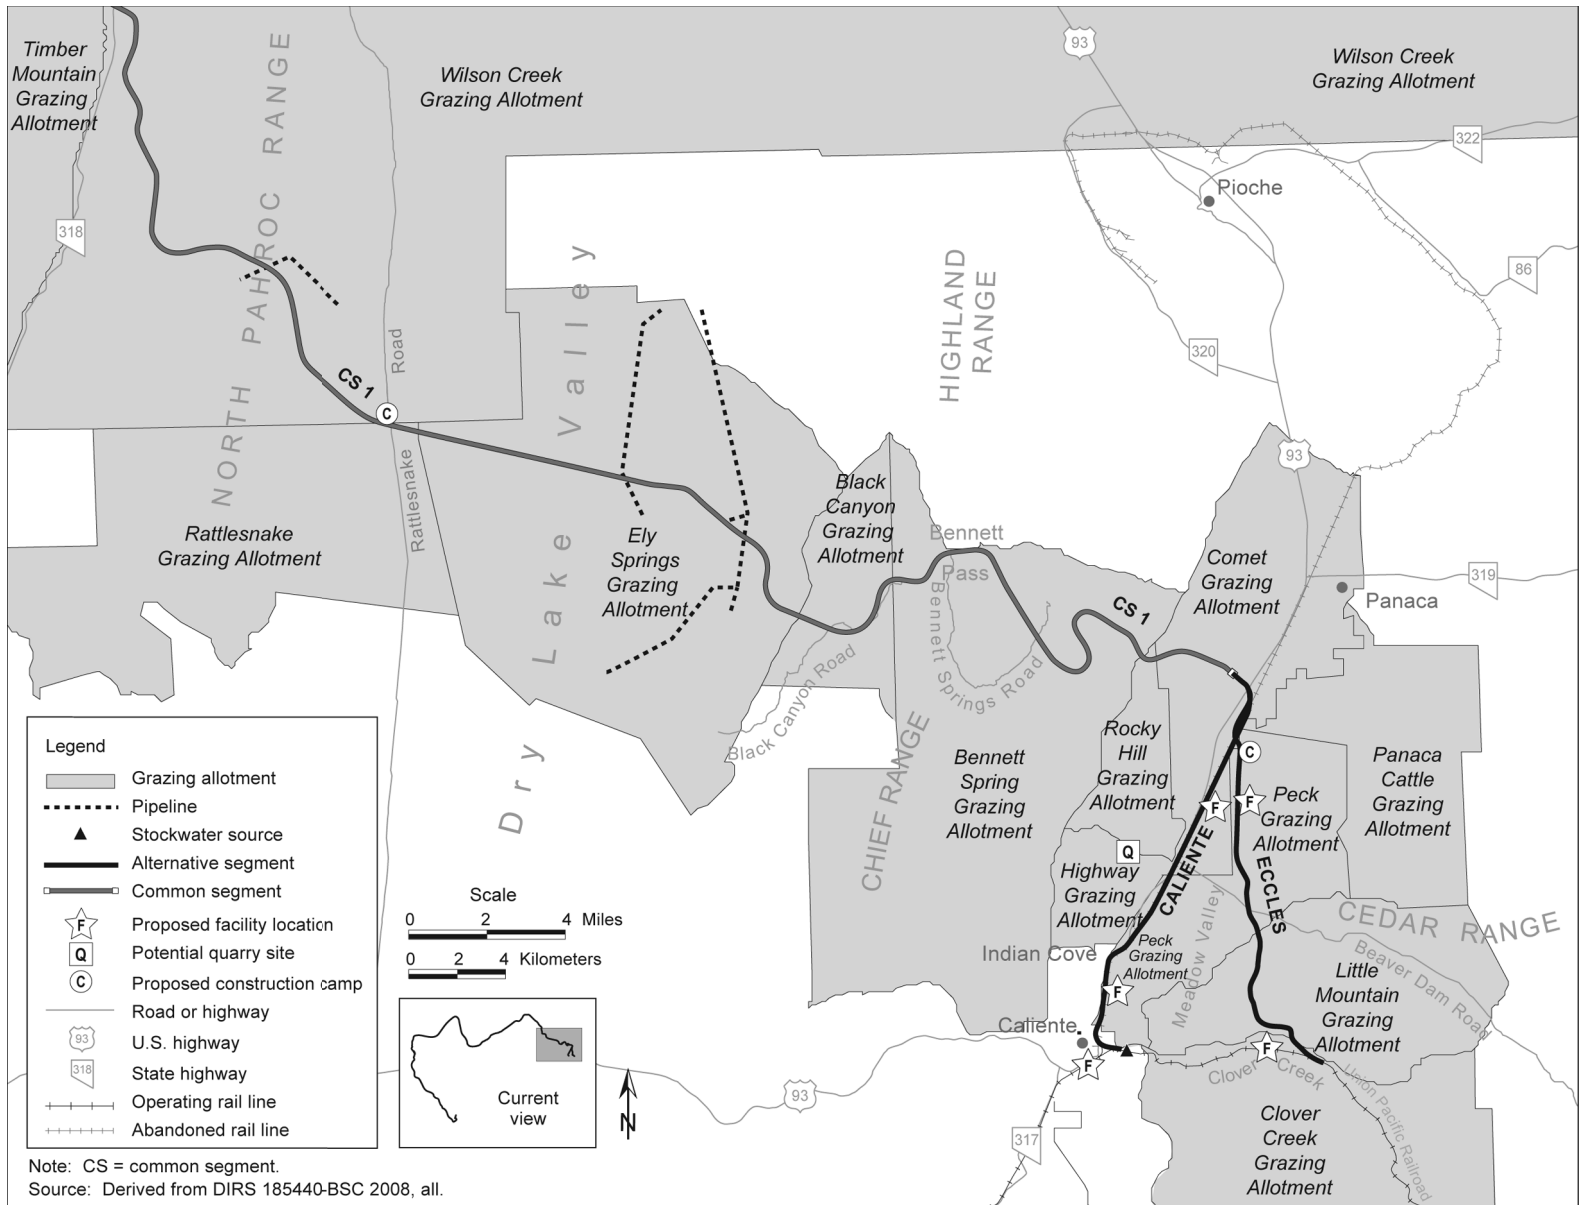 Timber
Mountain
Grazing
Allotment
NORTH PAHROC RANGE
Wilson Creek
Grazing Allotment
93
Wilson Creek
Grazing Allotment
322
Pioche
318
86
HIGHLAND
RANGE
320
Road
CS 1
C
Rattlesnake
Dry Lake Valley
93
Rattlesnake
Grazing Allotment
Ely
Springs
Grazing
Allotment
Black
Canyon
Grazing
Allotment
Bennett
Pass
Bennett Springs Road
Black Canyon Road
CS 1
Comet
Grazing
Allotment
319
Panaca
CHIEF RANGE
Bennett
Spring
Grazing
Allotment
Rocky
Hill
Grazing
Allotment
C
F
F
Peck
Grazing
Allotment
Panaca
Cattle
Grazing
Allotment
Q
Highway
Grazing
Allotment
CALIENTE
ECCLES
Meadow Valley
CEDAR RANGE
Beaver Dam Road
Indian Cove
Peck
Grazing
Allotment
F
Little
Mountain
Grazing
Allotment
Caliente
F
F
Clover Creek
Union Pacific Railroad
93
317
Clover
Creek
Grazing
Allotment
Legend
Grazing allotment
Pipeline
Stockwater source
Alternative segment
Common segment
F Proposed facility location
Q Potential quarry site
C Proposed construction camp
Road or highway
93 U.S. highway
318 State highway
Operating rail line
Abandoned rail line
Scale
0 2 4 Miles
0 2 4 Kilometers
Current
view
N
Note: CS = common segment.
Source: Derived from DIRS 185440-BSC 2008, all.